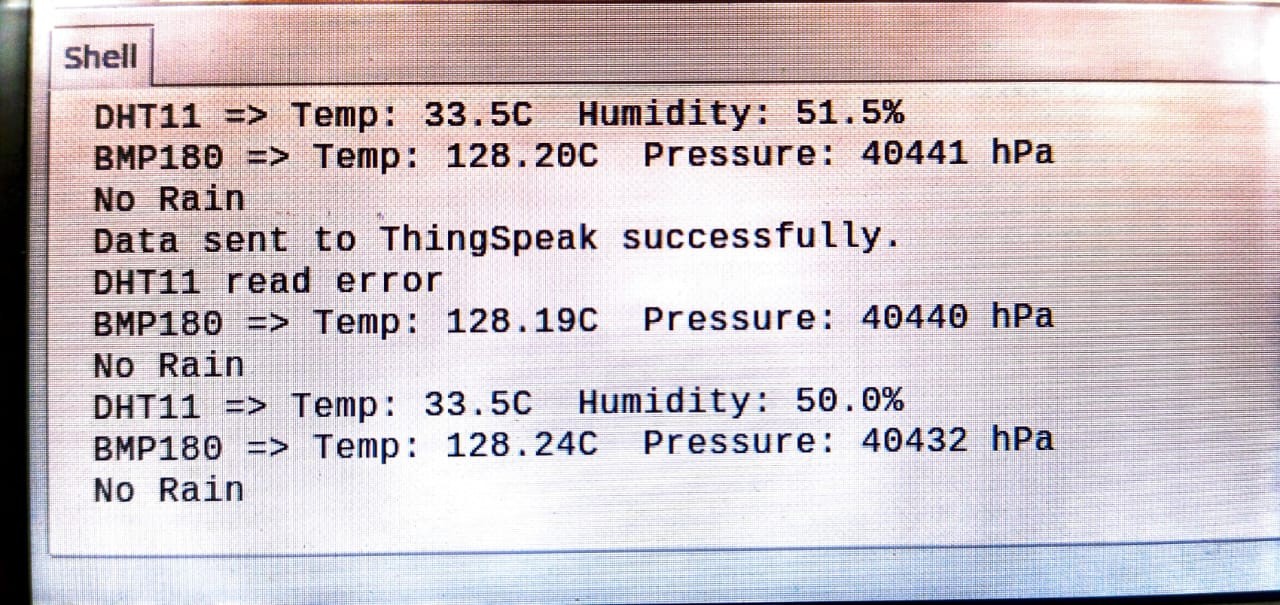 Shell
DHT11 => Temp: 33.5C  Humidity: 51.5%
BMP180 => Temp: 128.20C  Pressure: 40441 hPa
No Rain
Data sent to ThingSpeak successfully.
DHT11 read error
BMP180 => Temp: 128.19C  Pressure: 40440 hPa
No Rain
DHT11 => Temp: 33.5C  Humidity: 50.0%
BMP180 => Temp: 128.24C  Pressure: 40432 hPa
No Rain